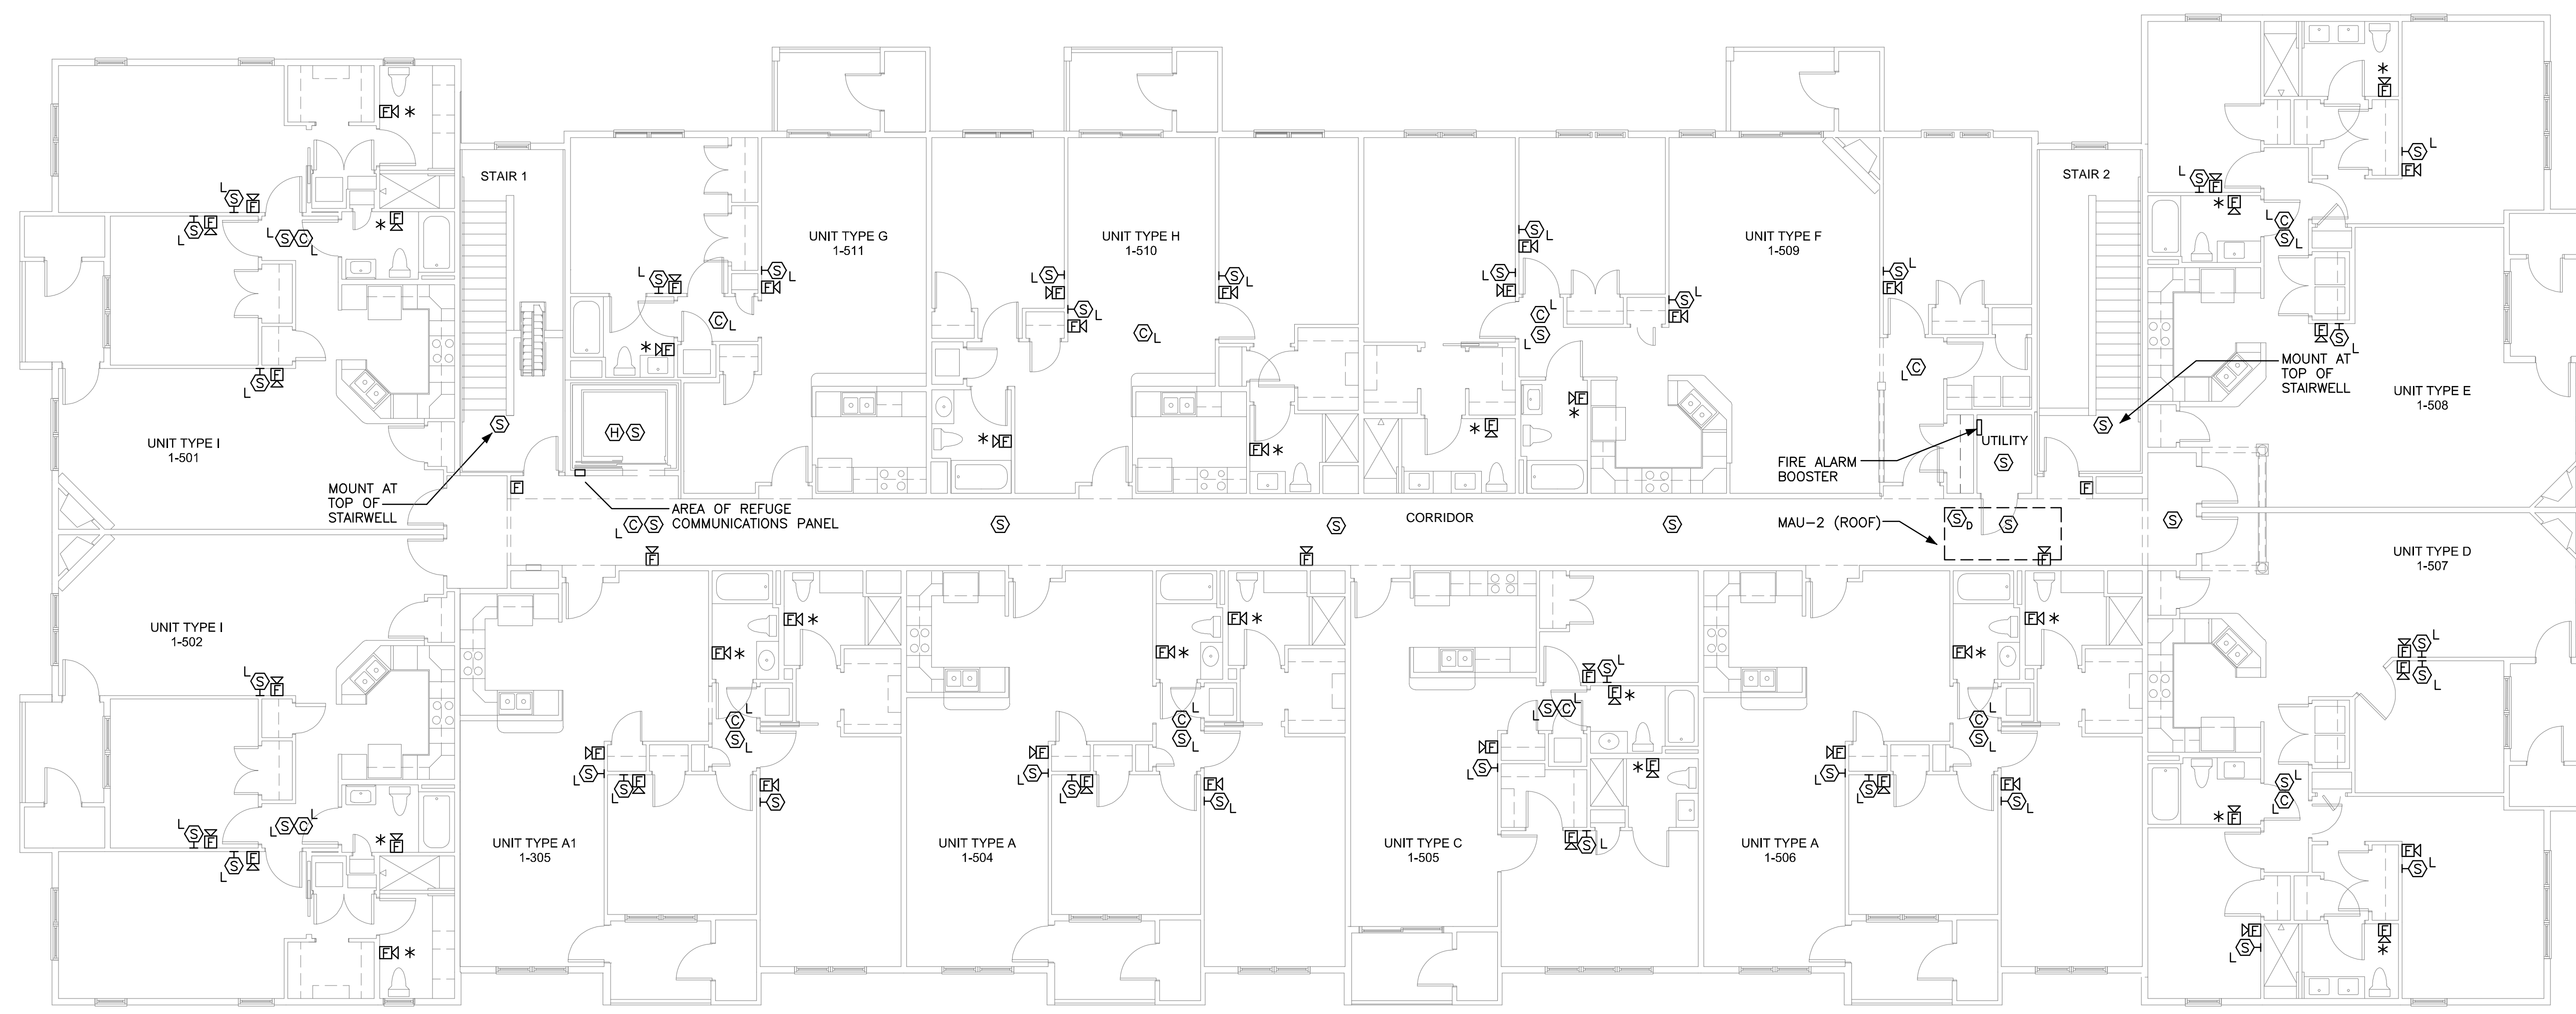 STAIR 1
UNIT TYPE G
1-511
UNIT TYPE H
1-510
UNIT TYPE F
1-509
STAIR 2
UNIT TYPE I
1-501
MOUNT AT
TOP OF
STAIRWELL
H S
AREA OF REFUGE
COMMUNICATIONS PANEL
L C S
CORRIDOR
FIRE ALARM
BOOSTER
UTILITY
S
MAU-2 (ROOF)
S D
MOUNT AT
TOP OF
STAIRWELL
UNIT TYPE E
1-508
UNIT TYPE I
1-502
UNIT TYPE D
1-507
UNIT TYPE A1
1-305
UNIT TYPE A
1-504
UNIT TYPE C
1-505
UNIT TYPE A
1-506